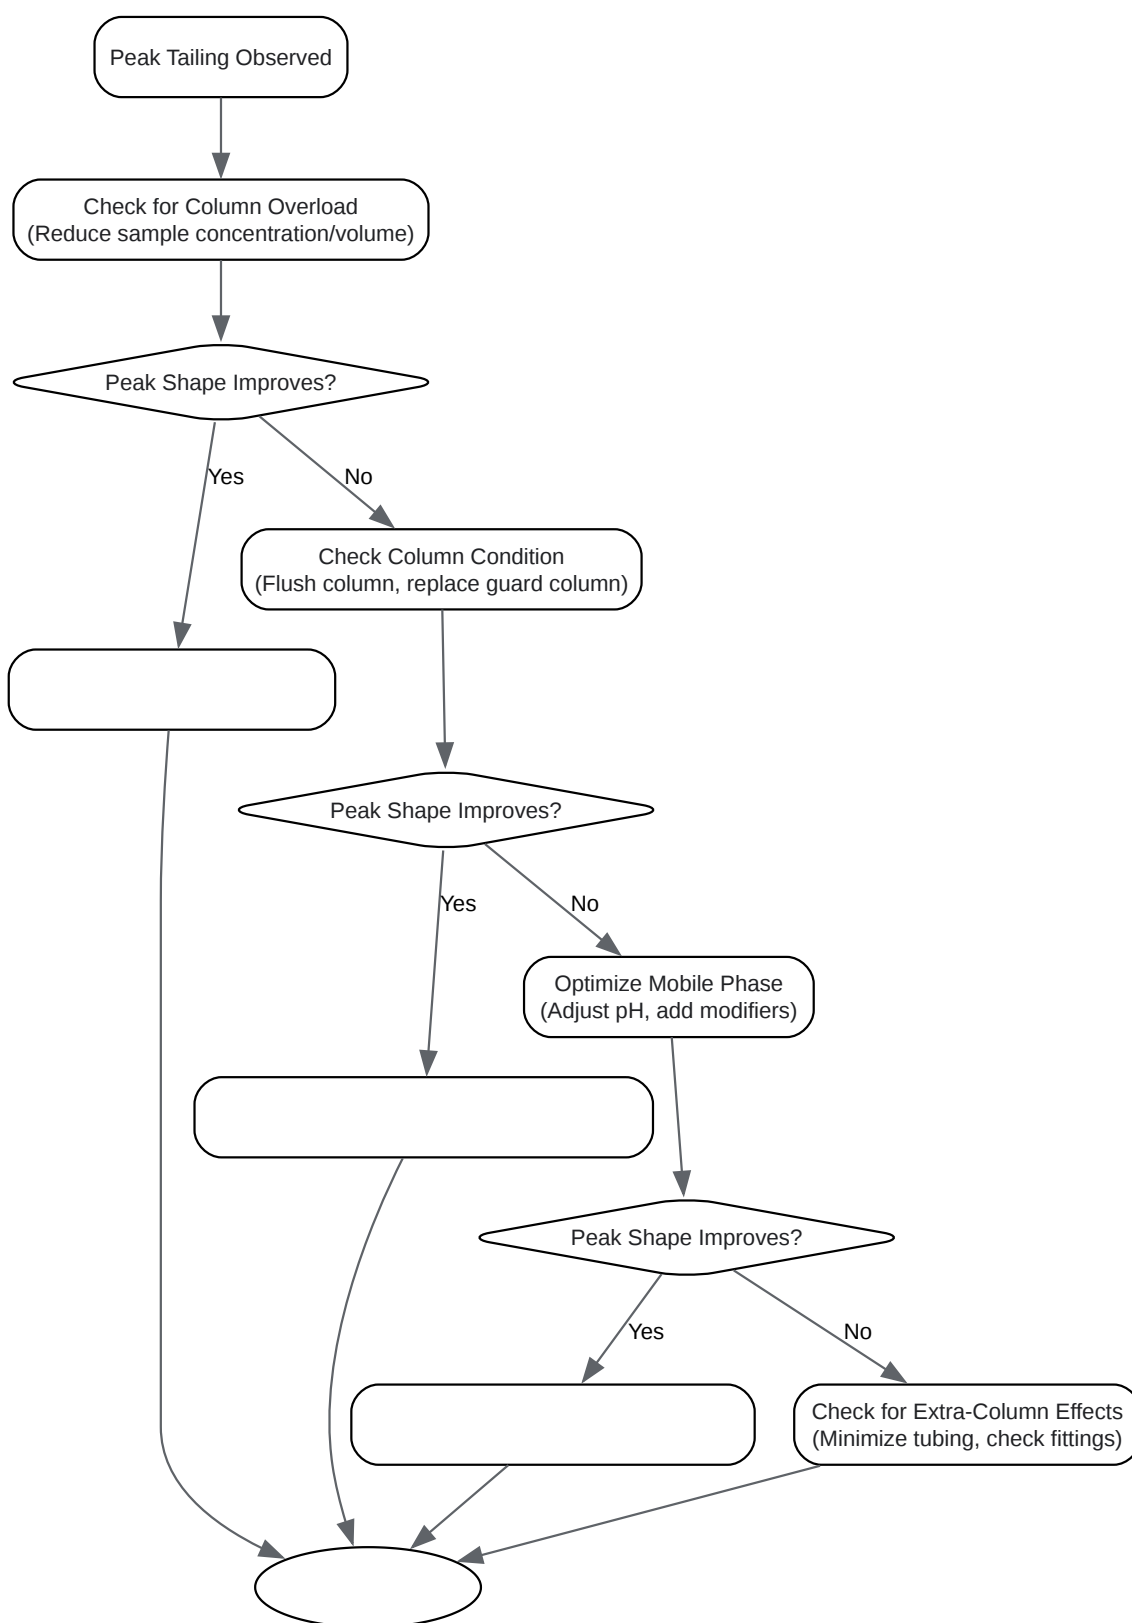 Peak Tailing Observed
Check for Column Overload
(Reduce sample concentration/volume)
Peak Shape Improves?
Yes
No
Check Column Condition
(Flush column, replace guard column)
Peak Shape Improves?
Yes
No
Optimize Mobile Phase
(Adjust pH, add modifiers)
Peak Shape Improves?
Yes
No
Check for Extra-Column Effects
(Minimize tubing, check fittings)